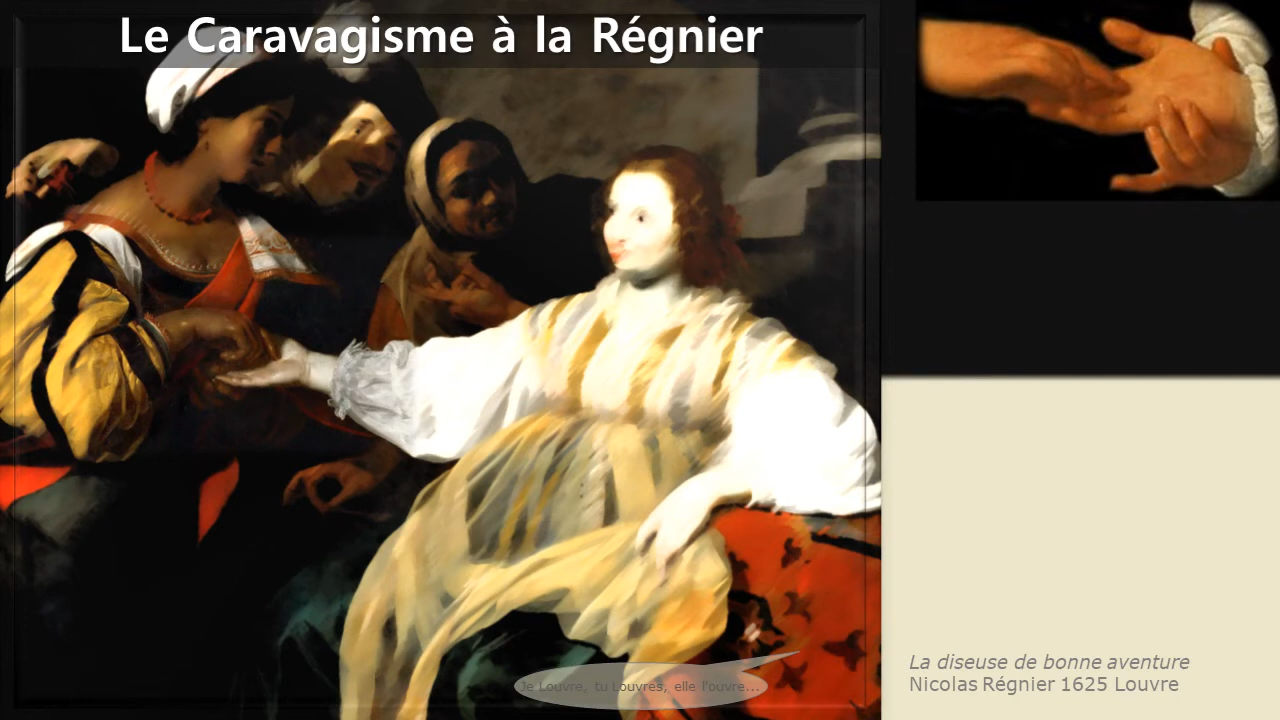 Le Caravagisme à la Régnier
La diseuse de bonne aventure
Nicolas Régnier 1625 Louvre
Je Louvre, tu Louvres, elle l'ouvre...